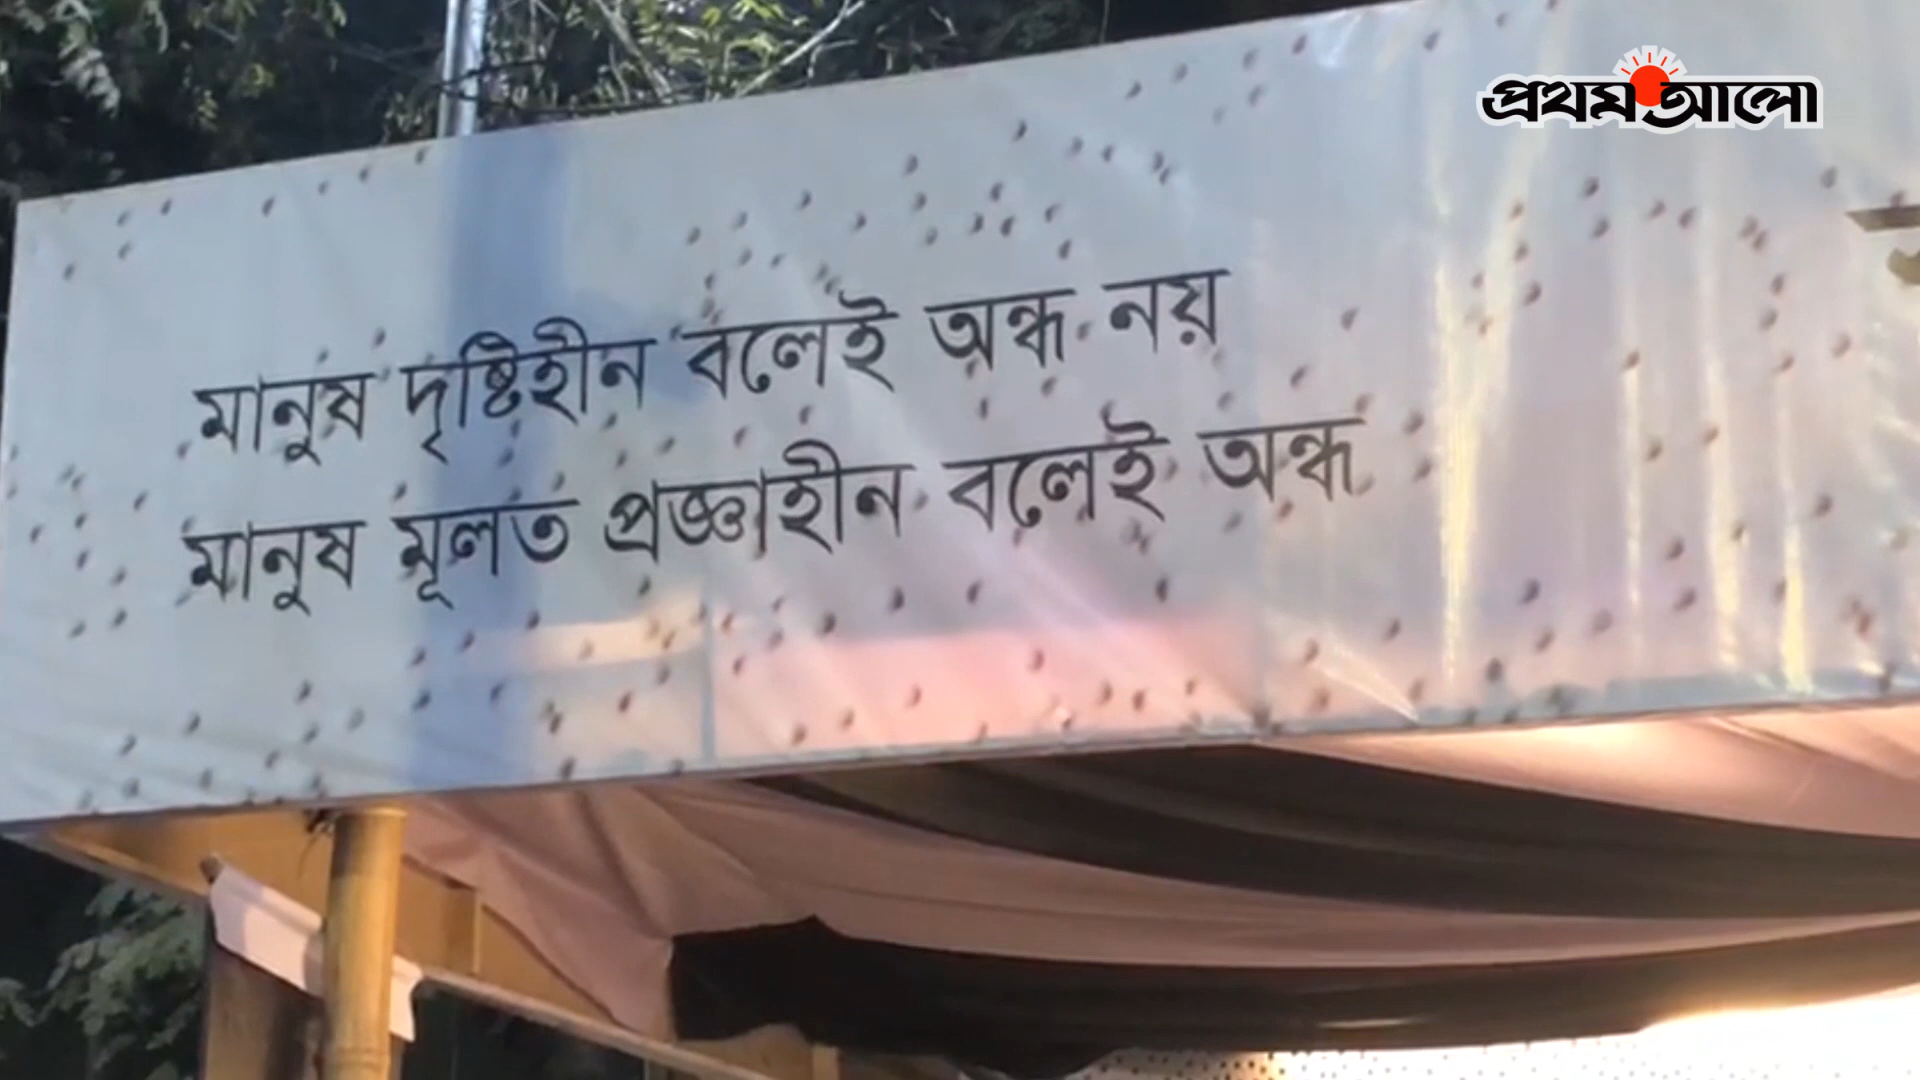 প্রথম আলো
মানুষ দৃষ্টিহীন বলেই অন্ধ নয়
মানুষ মূলত প্রজ্ঞাহীন বলেই অন্ধ